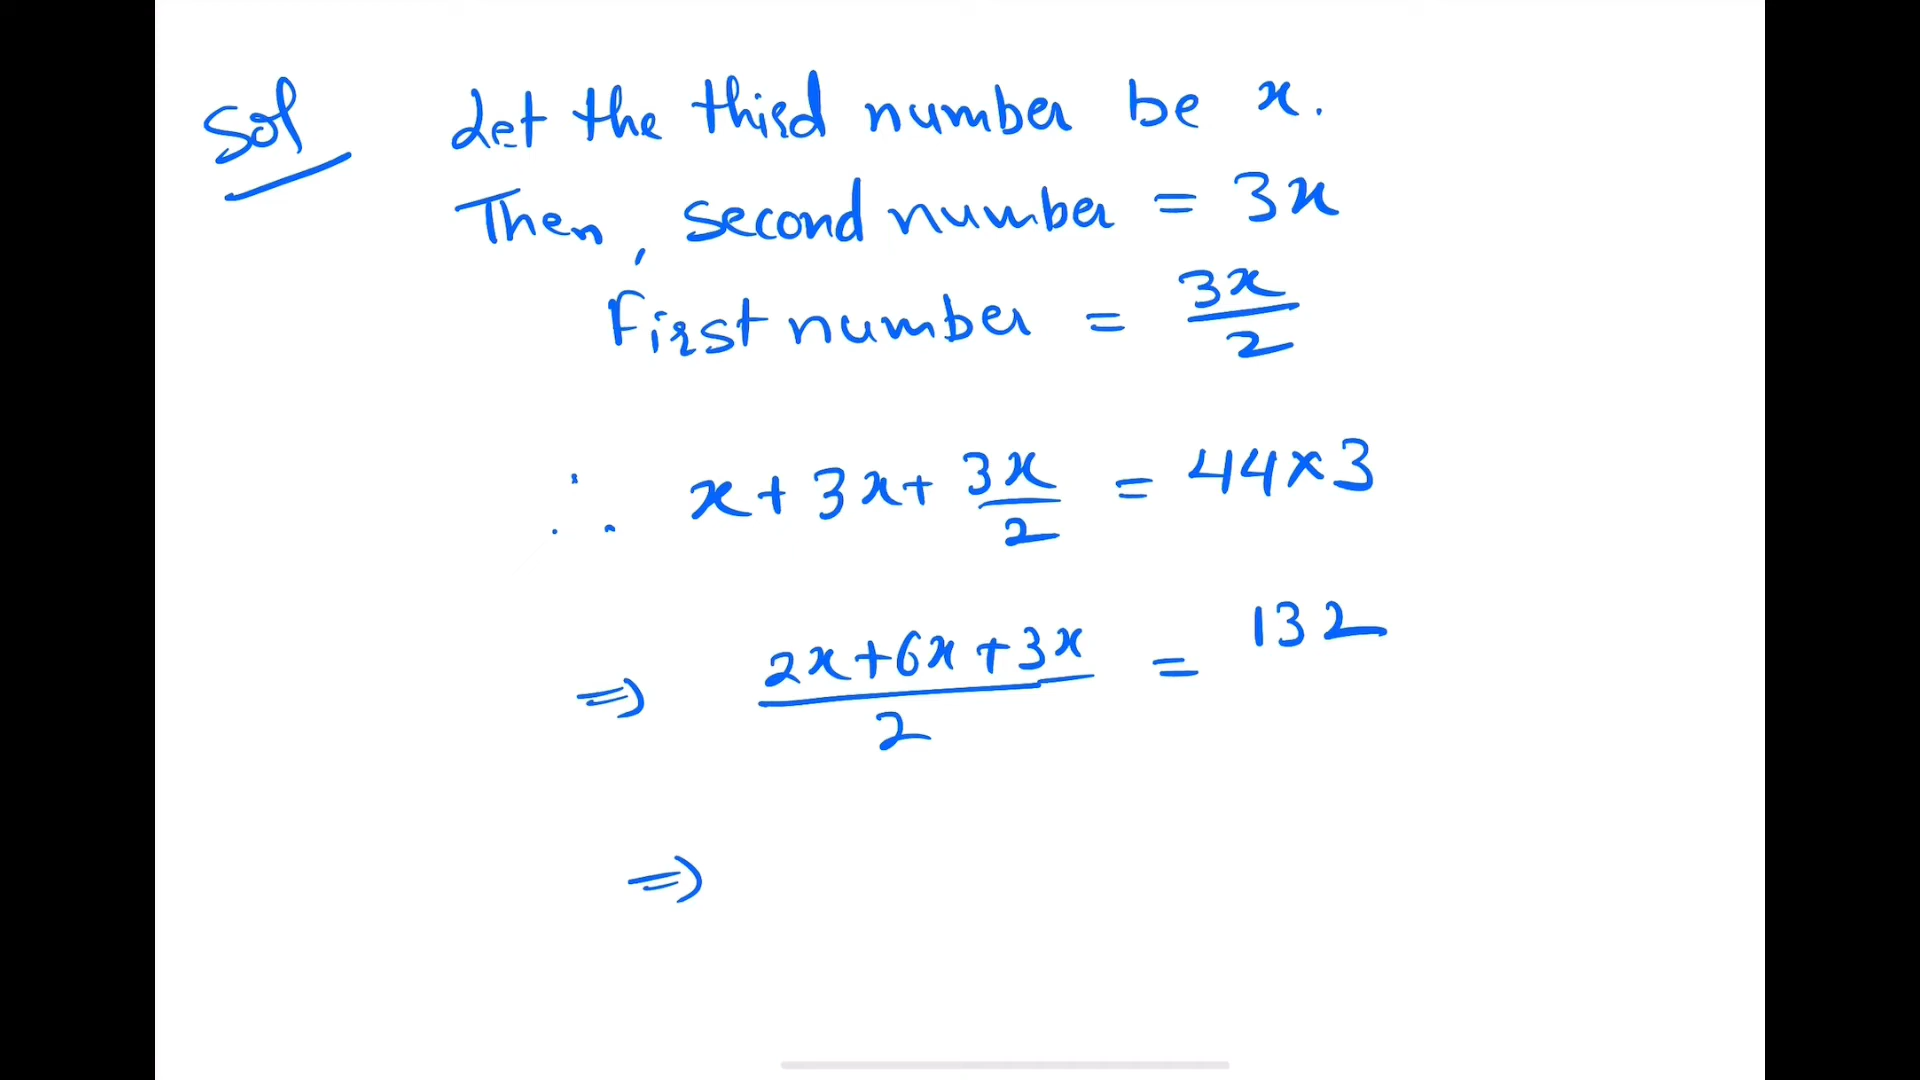 Sol Let the third number be x.
Then, second number = 3x
First number = 3x/2
∴ x + 3x + 3x/2 = 44×3
⇒ 2x+6x+3x/2 = 132
⇒